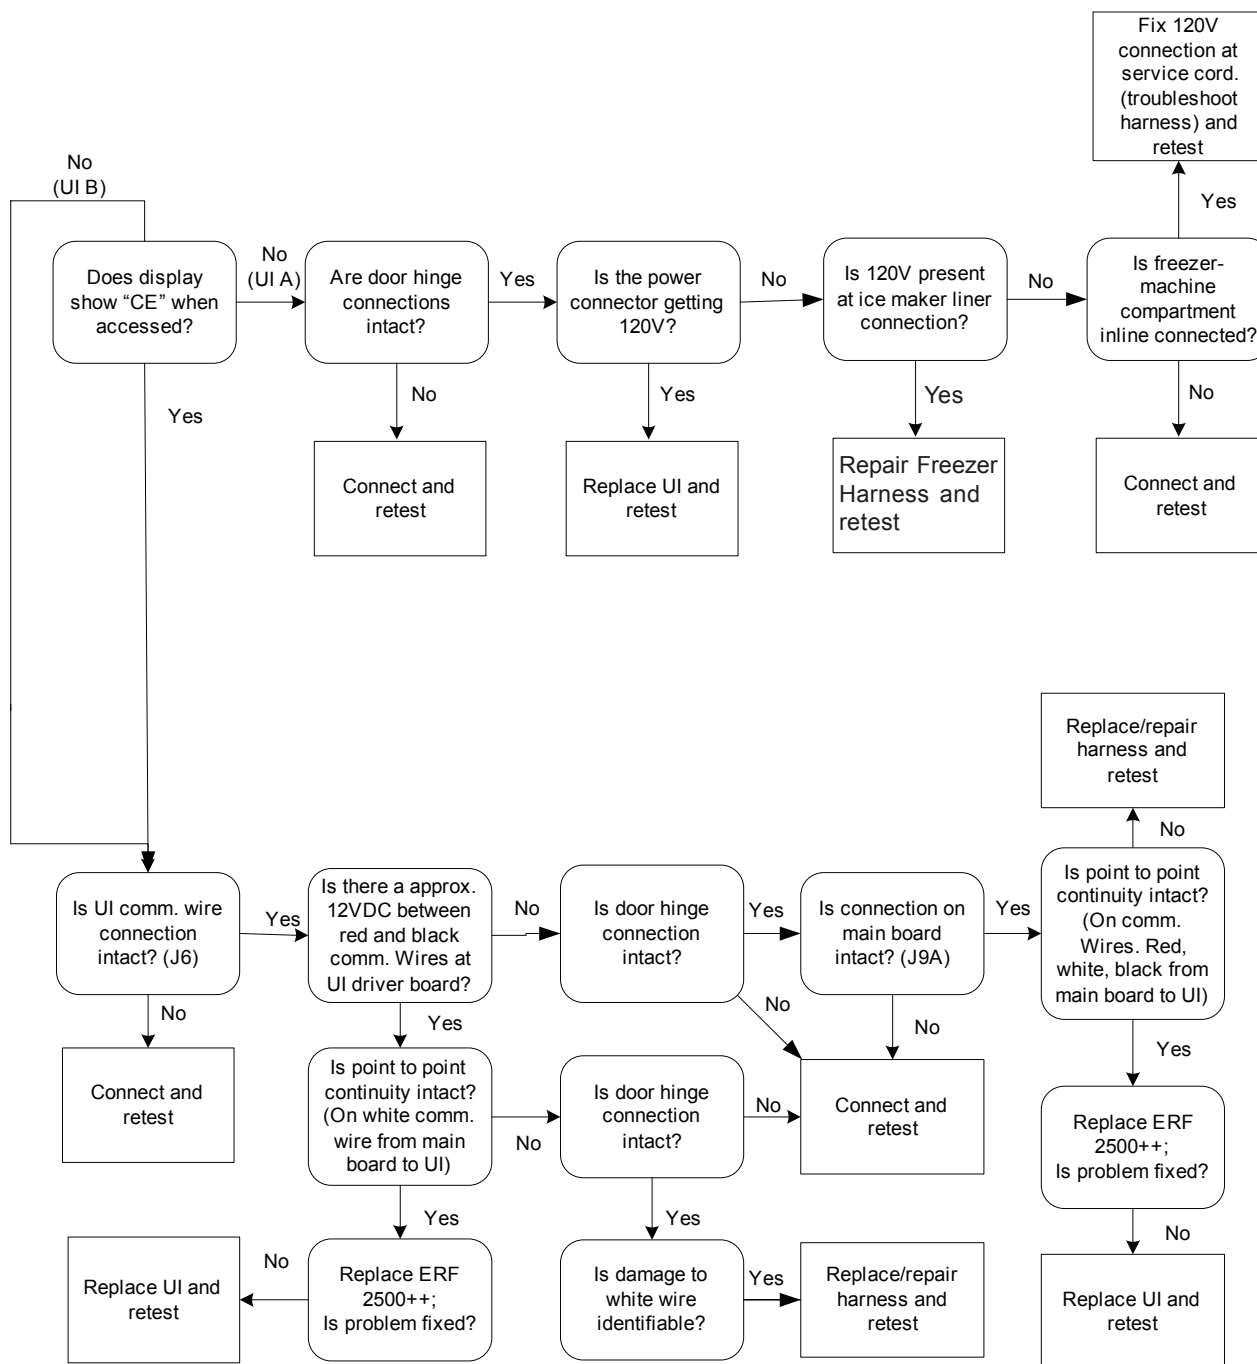 Fix 120V
connection at
service cord.
(troubleshoot
harness) and
retest
No
(UI B)
Yes
Does display
show “CE” when
accessed?
No
(UI A)
Are door hinge
connections
intact?
Yes
Is the power
connector getting
120V?
No
Is 120V present
at ice maker liner
connection?
No
Is freezer-
machine
compartment
inline connected?
Yes
No
Yes
Yes
No
Connect and
retest
Replace UI and
retest
Repair Freezer
Harness and
retest
Connect and
retest
Replace/repair
harness and
retest
No
Is UI comm. wire
connection
intact? (J6)
Yes
Is there a approx.
12VDC between
red and black
comm. Wires at
UI driver board?
No
Is door hinge
connection
intact?
Yes
Is connection on
main board
intact? (J9A)
Yes
Is point to point
continuity intact?
(On comm.
Wires. Red,
white, black from
main board to UI)
No
Yes
No
No
Yes
Connect and
retest
Is point to point
continuity intact?
(On white comm.
wire from main
board to UI)
No
Is door hinge
connection
intact?
No
Connect and
retest
Replace ERF
2500++;
Is problem fixed?
Yes
Yes
No
Replace UI and
retest
No
Replace ERF
2500++;
Is problem fixed?
Is damage to
white wire
identifiable?
Yes
Replace/repair
harness and
retest
Replace UI and
retest